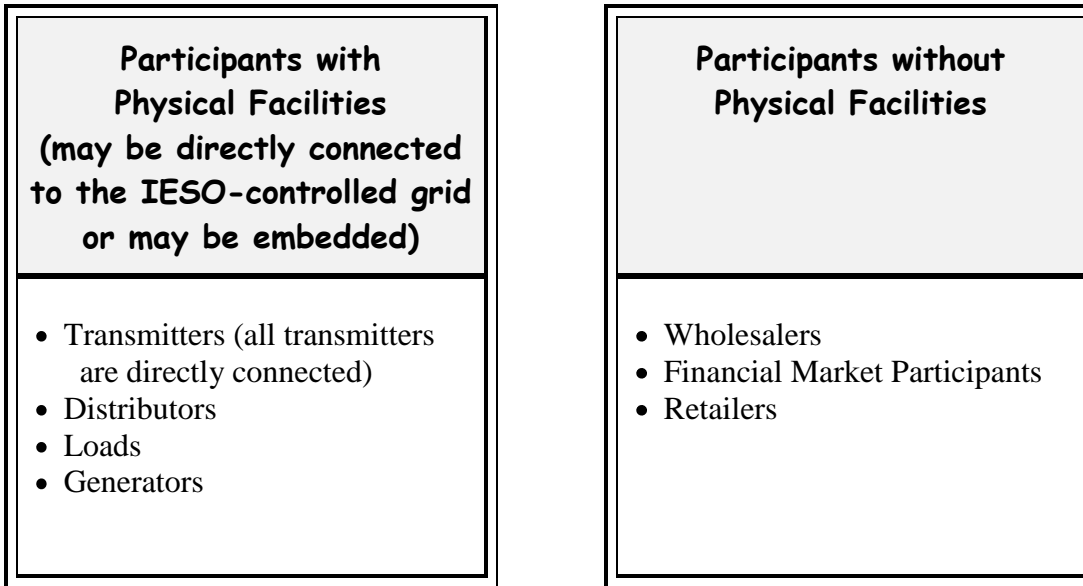 Participants with
Physical Facilities
(may be directly connected
to the IESO-controlled grid
or may be embedded)
• Transmitters (all transmitters
are directly connected)
• Distributors
• Loads
• Generators
Participants without
Physical Facilities
• Wholesalers
• Financial Market Participants
• Retailers